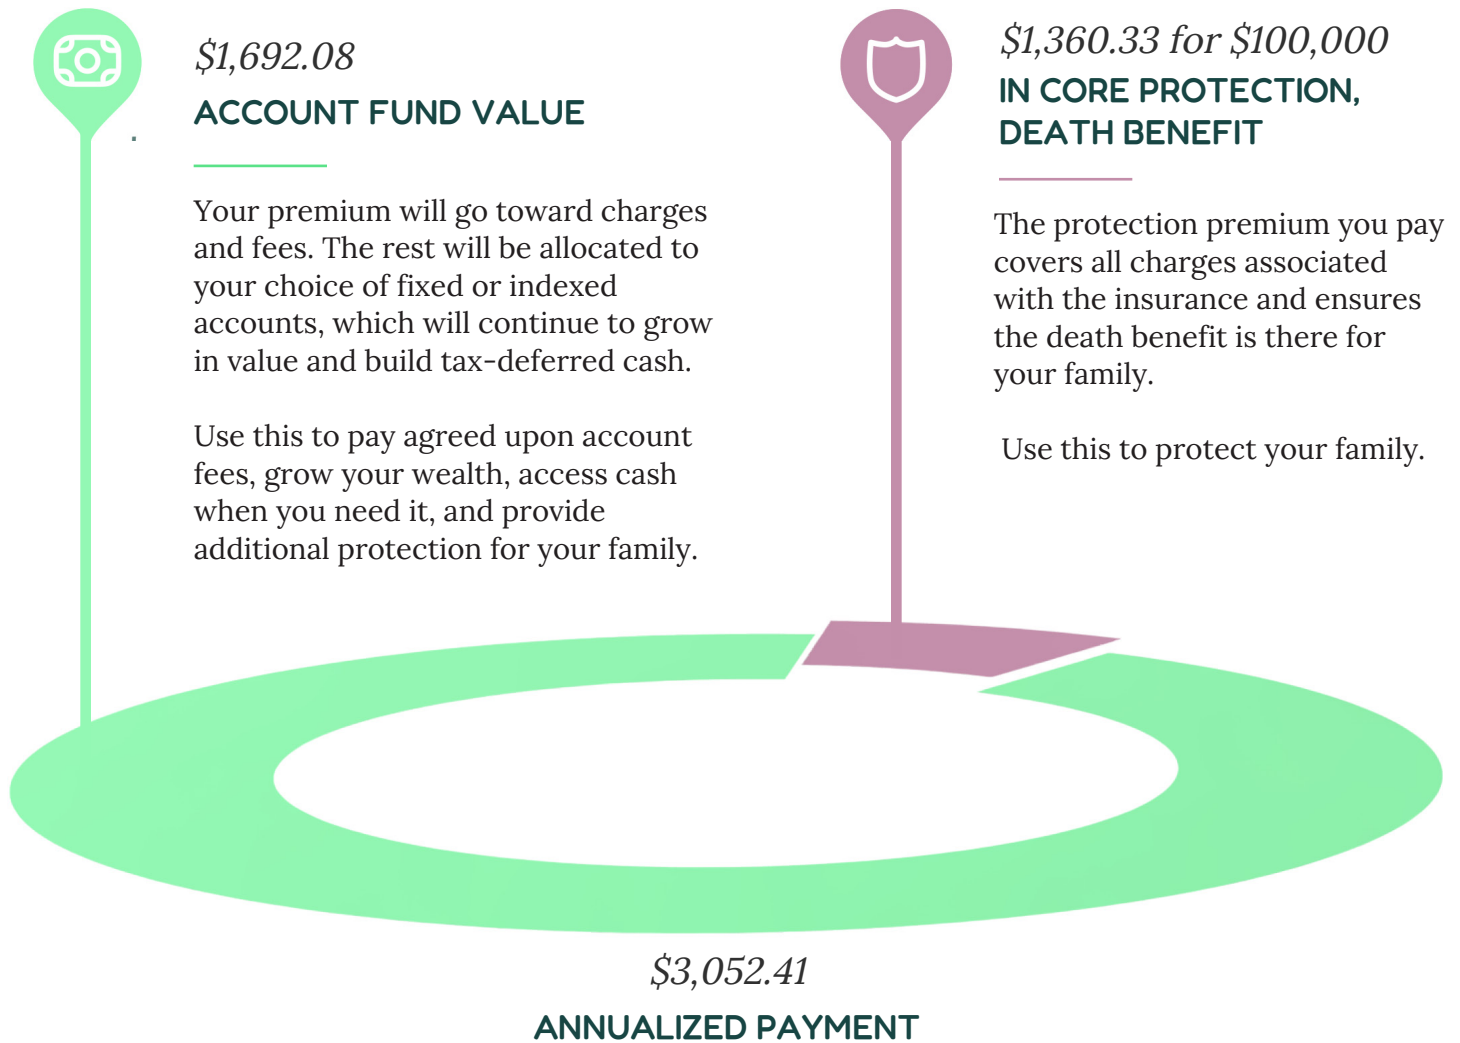 $1,692.08
ACCOUNT FUND VALUE
Your premium will go toward charges
and fees. The rest will be allocated to
your choice of fixed or indexed
accounts, which will continue to grow
in value and build tax-deferred cash.
Use this to pay agreed upon account
fees, grow your wealth, access cash
when you need it, and provide
additional protection for your family.
$1,360.33 for $100,000
IN CORE PROTECTION,
DEATH BENEFIT
The protection premium you pay
covers all charges associated
with the insurance and ensures
the death benefit is there for
your family.
Use this to protect your family.
$3,052.41
ANNUALIZED PAYMENT